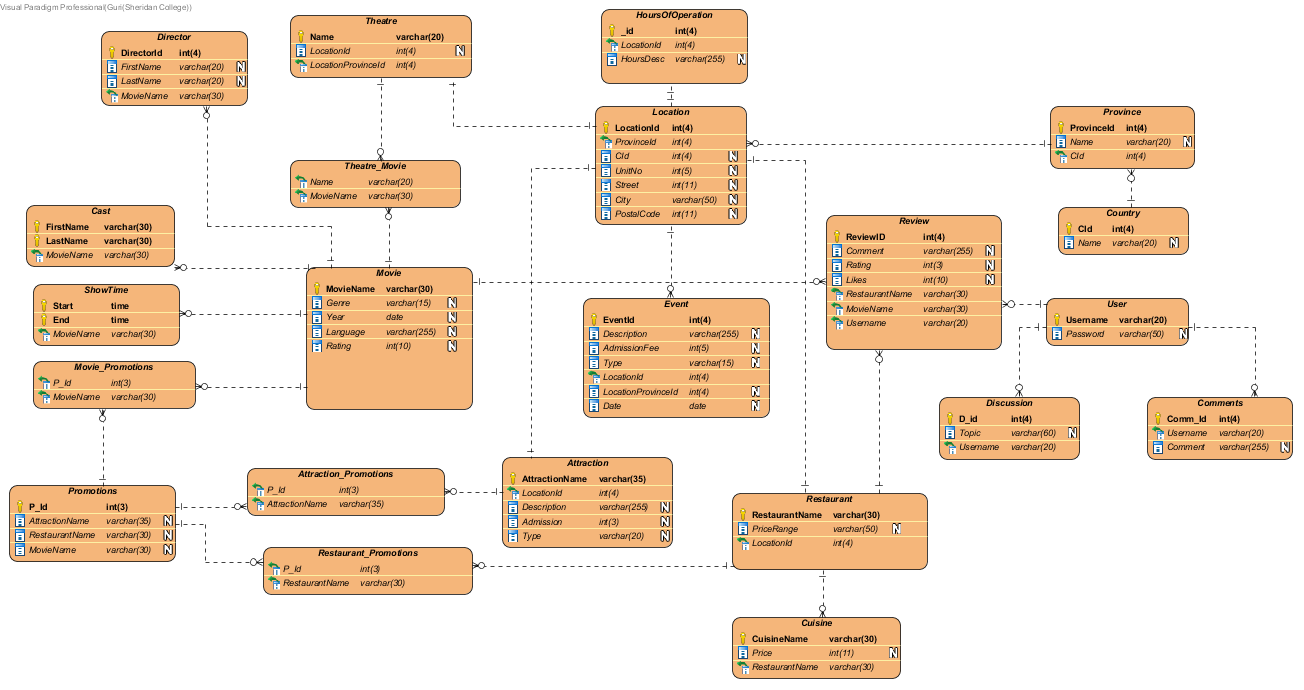 Visual Paradigm Professional(Guri(Sheridan College))
Director
DirectorId int(4)
FirstName varchar(20) N
LastName varchar(20) N
MovieName varchar(30)
Theatre
Name varchar(20)
LocationId int(4) N
LocationProvinceId int(4)
HoursOfOperation
_id int(4)
LocationId int(4)
HoursDesc varchar(255) N
Location
LocationId int(4)
ProvinceId int(4)
CId int(4) N
UnitNo int(5) N
Street int(11) N
City varchar(50) N
PostalCode int(11) N
Province
ProvinceId int(4)
Name varchar(20) N
CId int(4)
Theatre_Movie
Name varchar(20)
MovieName varchar(30)
Cast
FirstName varchar(30)
LastName varchar(30)
MovieName varchar(30)
Country
CId int(4)
Name varchar(20) N
Review
ReviewID int(4)
Comment varchar(255) N
Rating int(3) N
Likes int(10) N
RestaurantName varchar(30)
MovieName varchar(30)
Username varchar(20)
Movie
MovieName varchar(30)
Genre varchar(15) N
Year date N
Language varchar(255) N
Rating int(10) N
ShowTime
Start time
End time
MovieName varchar(30)
Event
EventId int(4)
Description varchar(255) N
AdmissionFee int(5) N
Type varchar(15) N
LocationId int(4)
LocationProvinceId int(4) N
Date date N
User
Username varchar(20)
Password varchar(50) N
Movie_Promotions
P_Id int(3)
MovieName varchar(30)
Discussion
D_id int(4)
Topic varchar(60) N
Username varchar(20)
Comments
Comm_Id int(4)
Username varchar(20)
Comment varchar(255) N
Attraction_Promotions
P_Id int(3)
AttractionName varchar(35)
Attraction
AttractionName varchar(35)
LocationId int(4)
Description varchar(255) N
Admission int(3) N
Type varchar(20) N
Promotions
P_Id int(3)
AttractionName varchar(35) N
RestaurantName varchar(30) N
MovieName varchar(30) N
Restaurant
RestaurantName varchar(30)
PriceRange varchar(50) N
LocationId int(4)
Restaurant_Promotions
P_Id int(3)
RestaurantName varchar(30)
Cuisine
CuisineName varchar(30)
Price int(11) N
RestaurantName varchar(30)